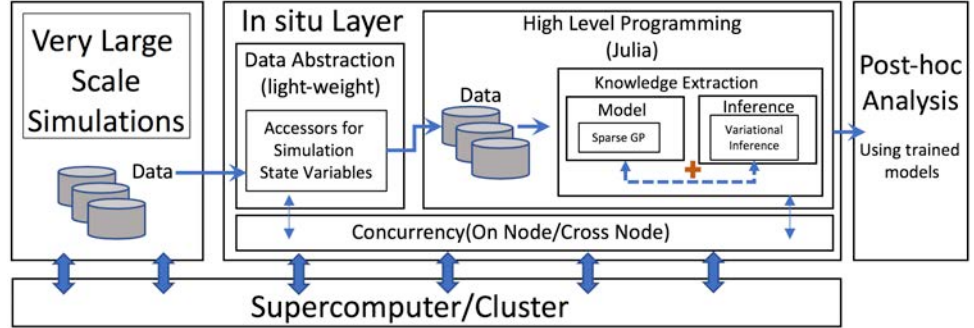 Very Large
Scale
Simulations
Data
In situ Layer
Data Abstraction
(light-weight)
Accessors for
Simulation
State Variables
High Level Programming
(Julia)
Data
Knowledge Extraction
Model
Sparse GP
Inference
Variational
Inference
Concurrency(On Node/Cross Node)
Post-hoc
Analysis
Using trained
models
Supercomputer/Cluster